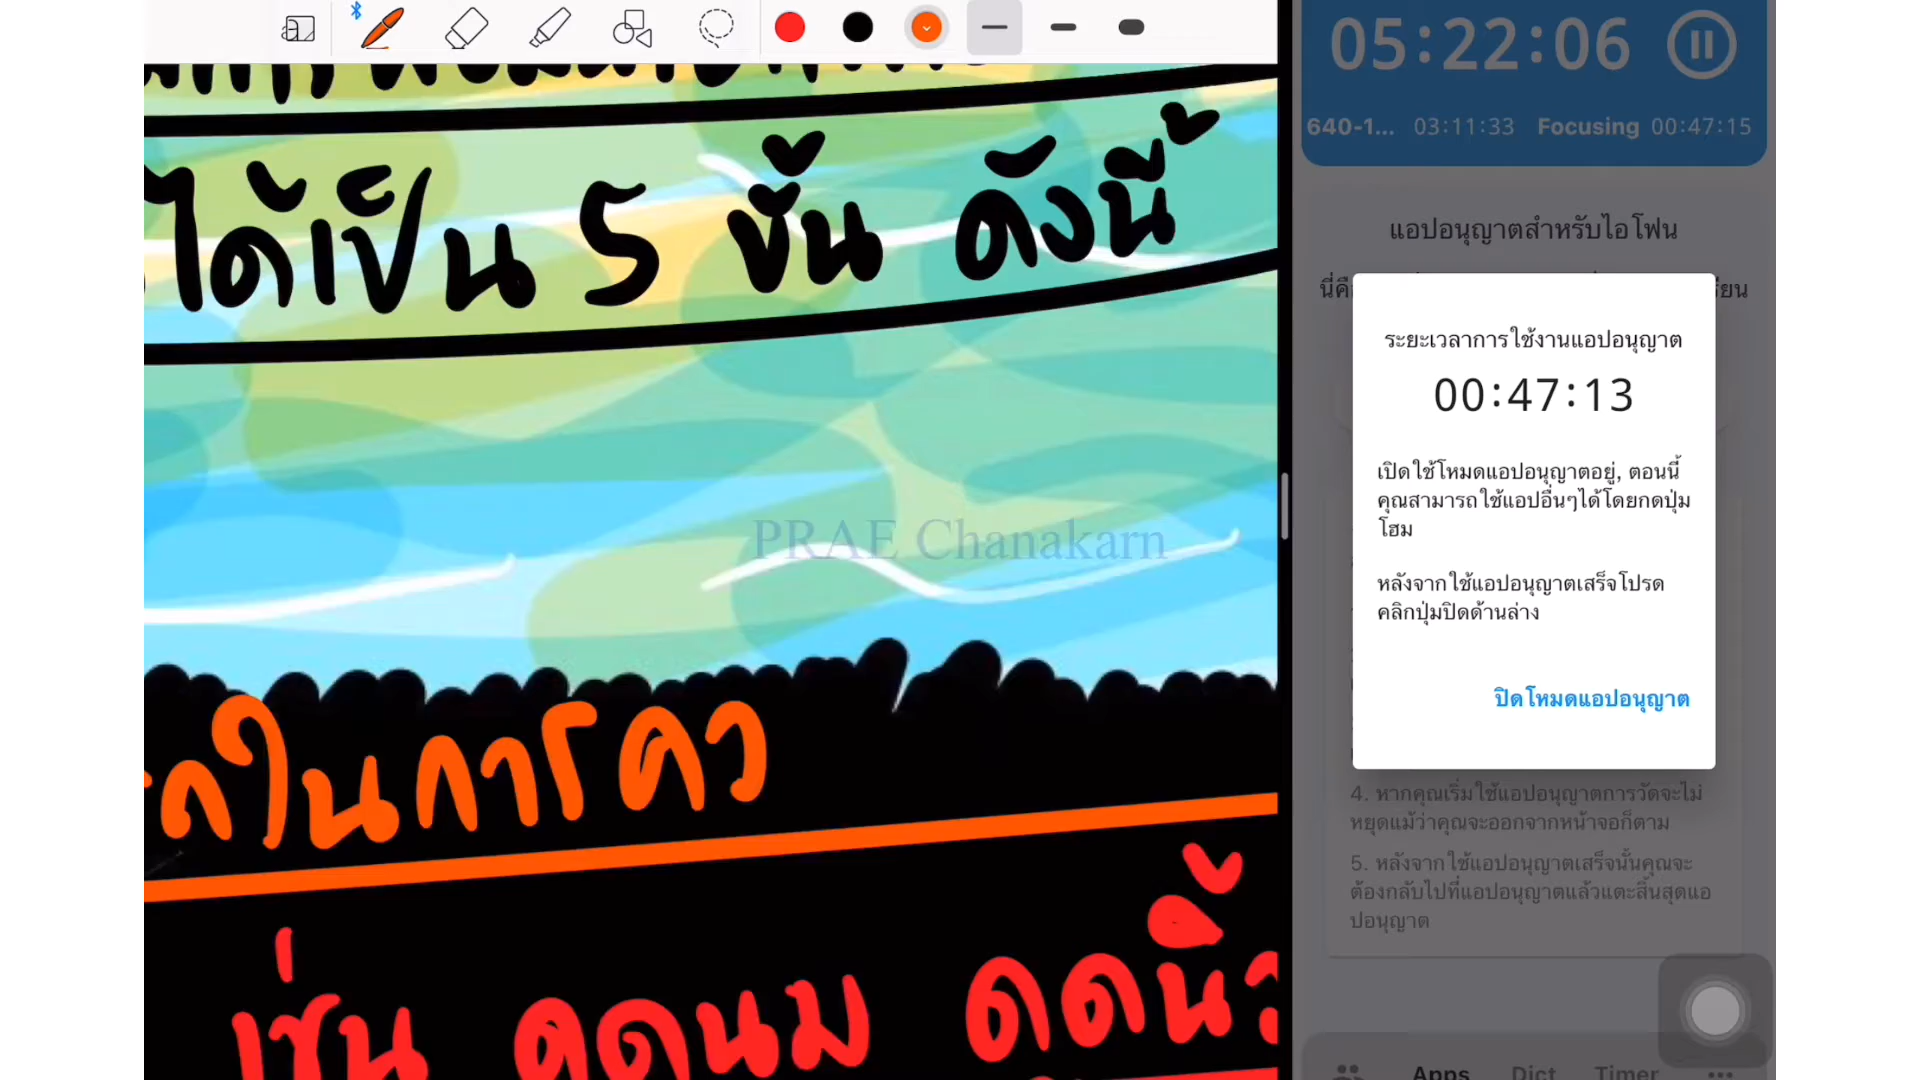 ได้เป็น 5 ชั้น ดังนี้
PRAE Chanakarn
ในการคว
เช่น ดูดนม ดูดนิ้ว
05:22:06
640-1... 03:11:33 Focusing 00:47:15
แอปอนุญาตสำหรับไอโฟน
ระยะเวลาการใช้งานแอปอนุญาต
00:47:13
เปิดใช้โหมดแอปอนุญาตอยู่, ตอนนี้
คุณสามารถใช้แอปอื่นๆได้โดยกดปุ่ม
โฮม
หลังจากใช้แอปอนุญาตเสร็จโปรด
คลิกปุ่มปิดด้านล่าง
ปิดโหมดแอปอนุญาต
4. หากคุณเริ่มใช้แอปอนุญาตการวัดจะไม่
หยุดแม้ว่าคุณจะออกจากหน้าจอก็ตาม
5. หลังจากใช้แอปอนุญาตเสร็จนั้นคุณจะ
ต้องกลับไปที่แอปอนุญาตแล้วแตะสิ้นสุดแอ
ปอนุญาต
Apps Dict Timer